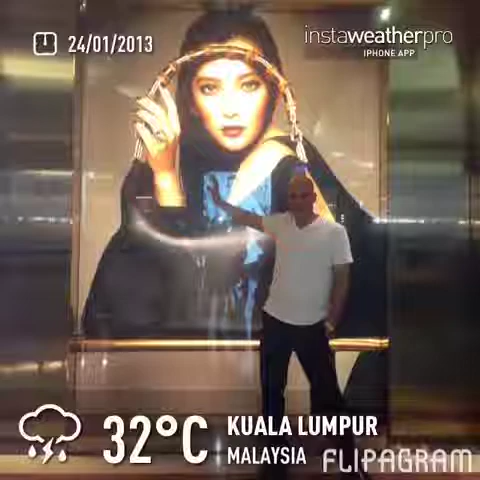 24/01/2013
instaweatherpro
IPHONE APP
32°C
KUALA LUMPUR
MALAYSIA
FLIPAGRAM